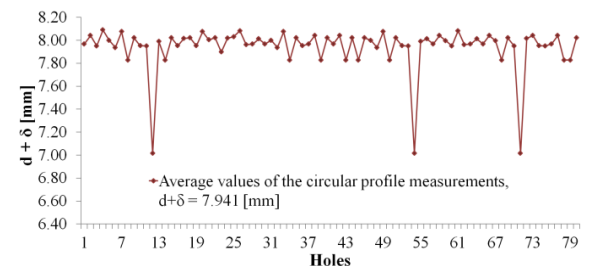 8.20
8.00
7.80
7.60
7.40
7.20
7.00
6.80
6.60
6.40
d + δ [mm]
Average values of the circular profile measurements,
d+δ = 7.941 [mm]
1 7 13 19 25 31 37 43 49 55 61 67 73 79
Holes